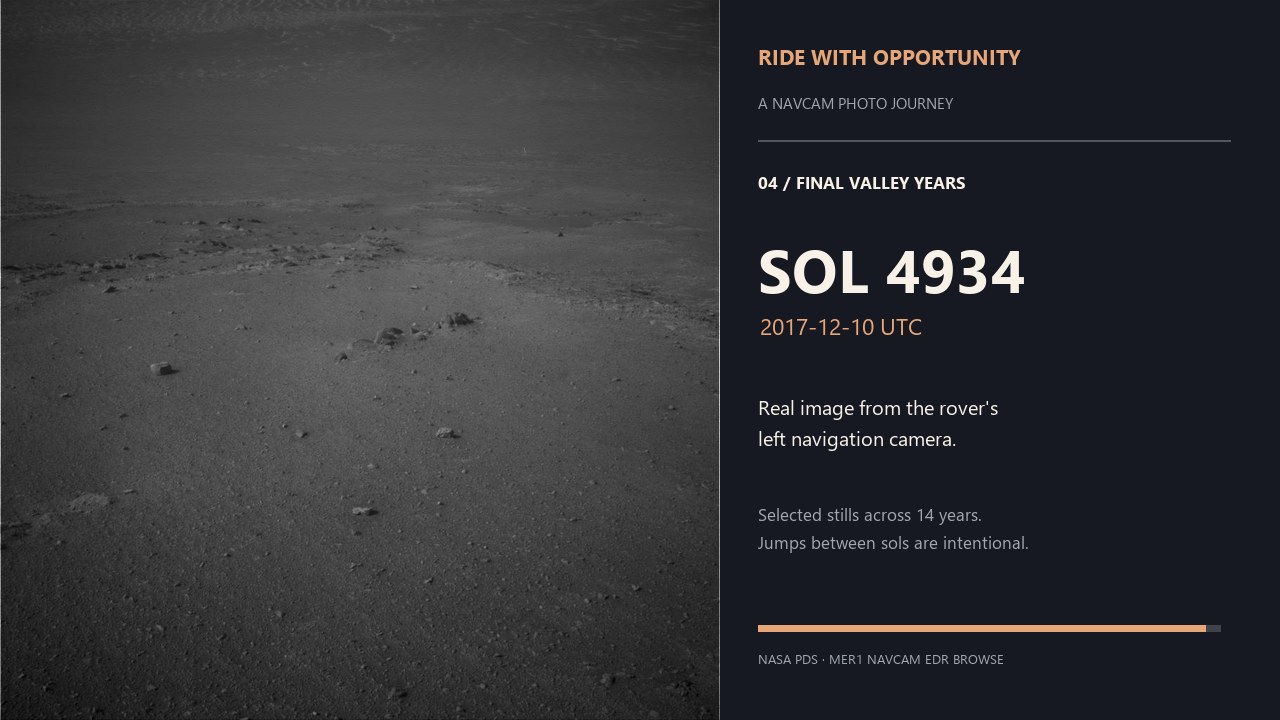 RIDE WITH OPPORTUNITY
A NAVCAM PHOTO JOURNEY
04 / FINAL VALLEY YEARS
SOL 4934
2017-12-10 UTC
Real image from the rover's
left navigation camera.
Selected stills across 14 years.
Jumps between sols are intentional.
NASA PDS · MER1 NAVCAM EDR BROWSE